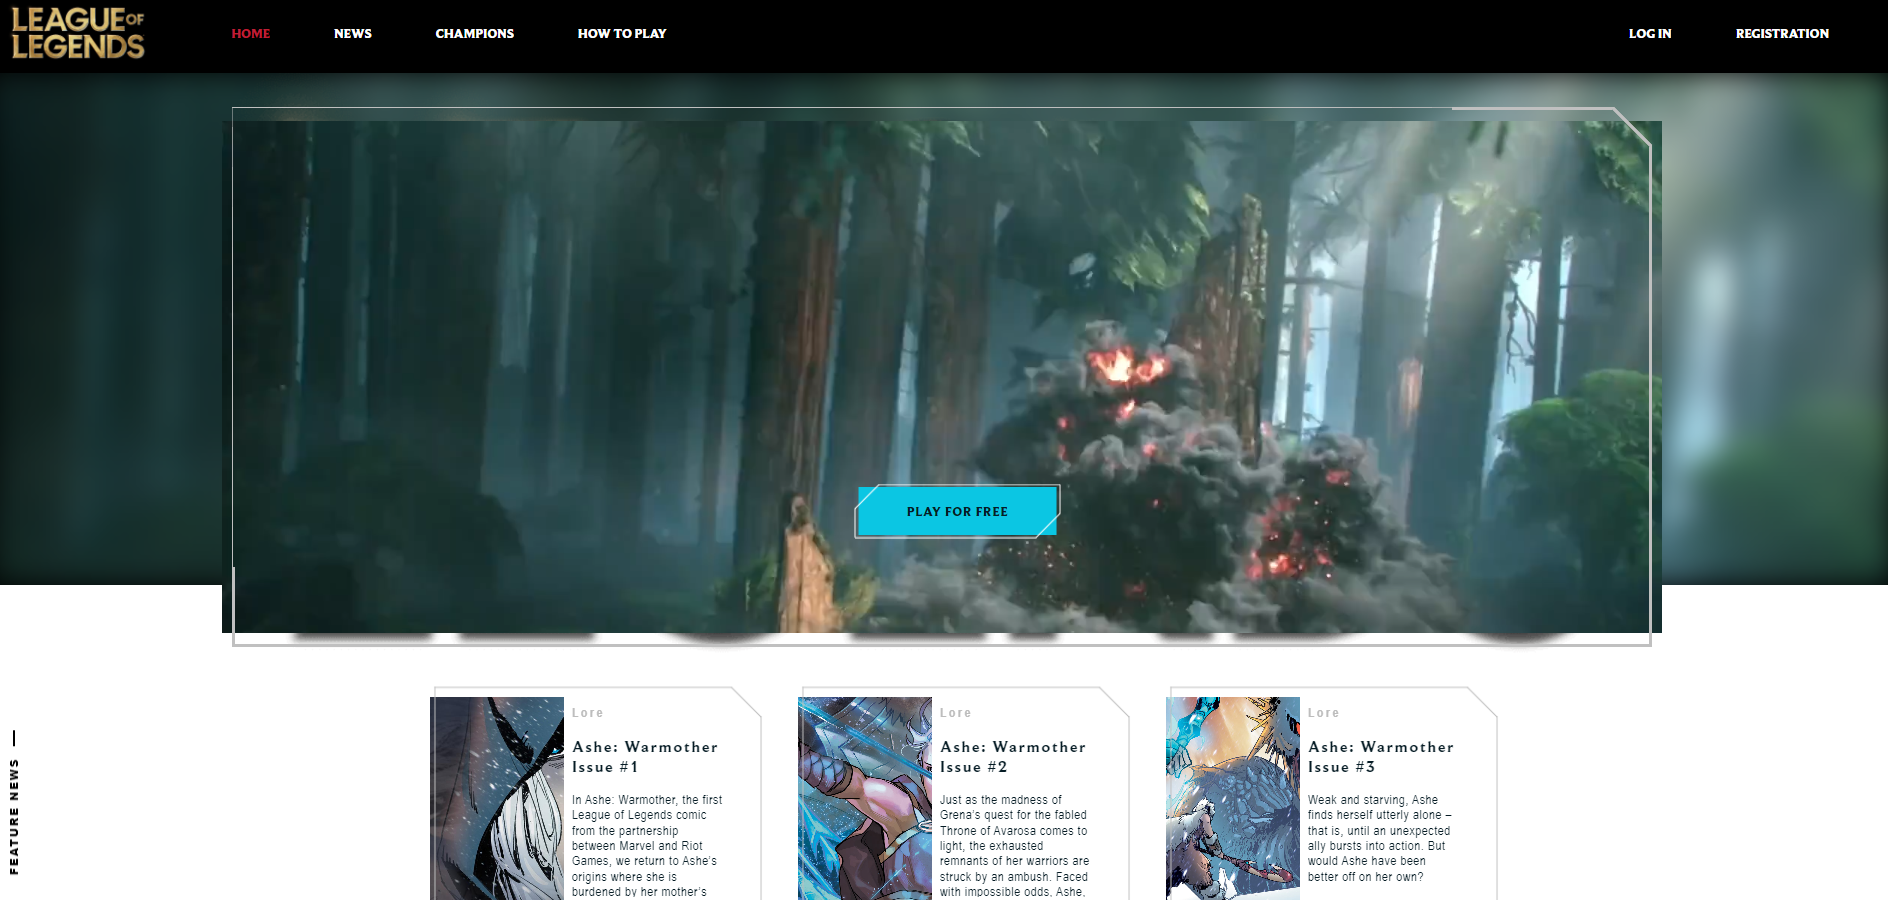 LEAGUE OF
LEGENDS
HOME
NEWS
CHAMPIONS
HOW TO PLAY
LOG IN
REGISTRATION
PLAY FOR FREE
FEATURE NEWS
Lore
Ashe: Warmother
Issue #1
In Ashe: Warmother, the first
League of Legends comic
from the partnership
between Marvel and Riot
Games, we return to Ashe's
origins where she is
burdened by her mother's
Lore
Ashe: Warmother
Issue #2
Just as the madness of
Grena's quest for the fabled
Throne of Avarosa comes to
light, the exhausted
remnants of her warriors are
struck by an ambush. Faced
with impossible odds, Ashe,
Lore
Ashe: Warmother
Issue #3
Weak and starving, Ashe
finds herself utterly alone –
that is, until an unexpected
ally bursts into action. But
would Ashe have been
better off on her own?